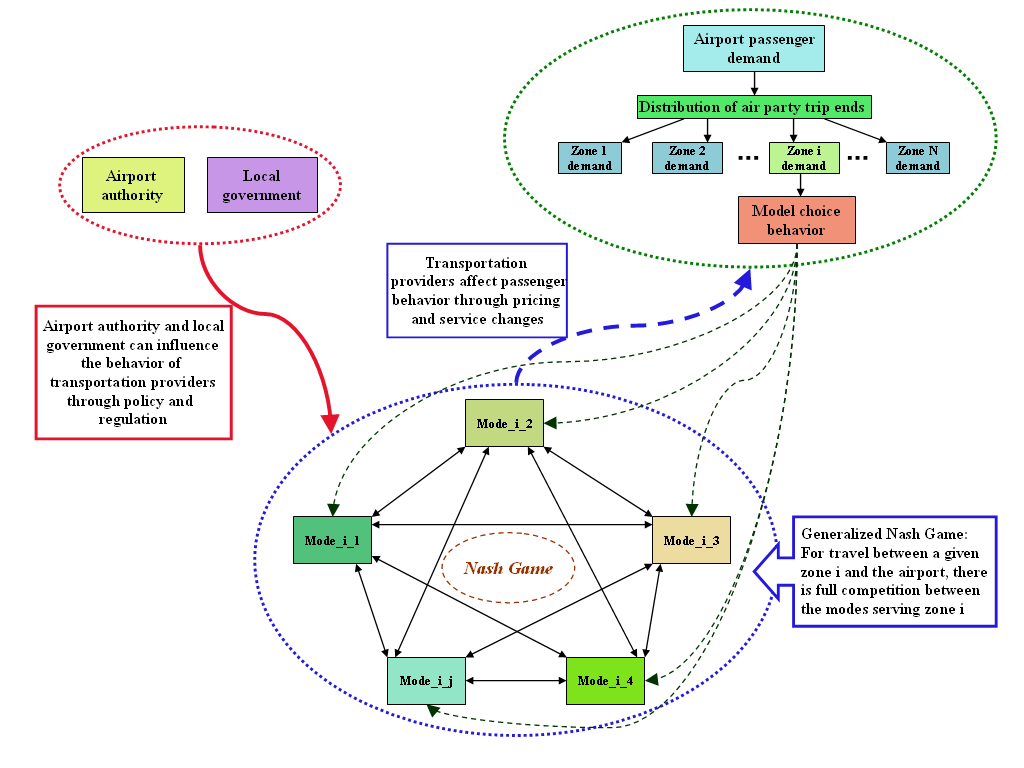 Airport passenger
demand
Distribution of air party trip ends
Zone 1
demand
Zone 2
demand
...
Zone i
demand
...
Zone N
demand
Model choice
behavior
Airport
authority
Local
government
Transportation
providers affect passenger
behavior through pricing
and service changes
Airport authority and local
government can influence
the behavior of
transportation providers
through policy and
regulation
Mode_i_2
Mode_i_1
Mode_i_3
Nash Game
Mode_i_j
Mode_i_4
Generalized Nash Game:
For travel between a given
zone i and the airport, there
is full competition between
the modes serving zone i